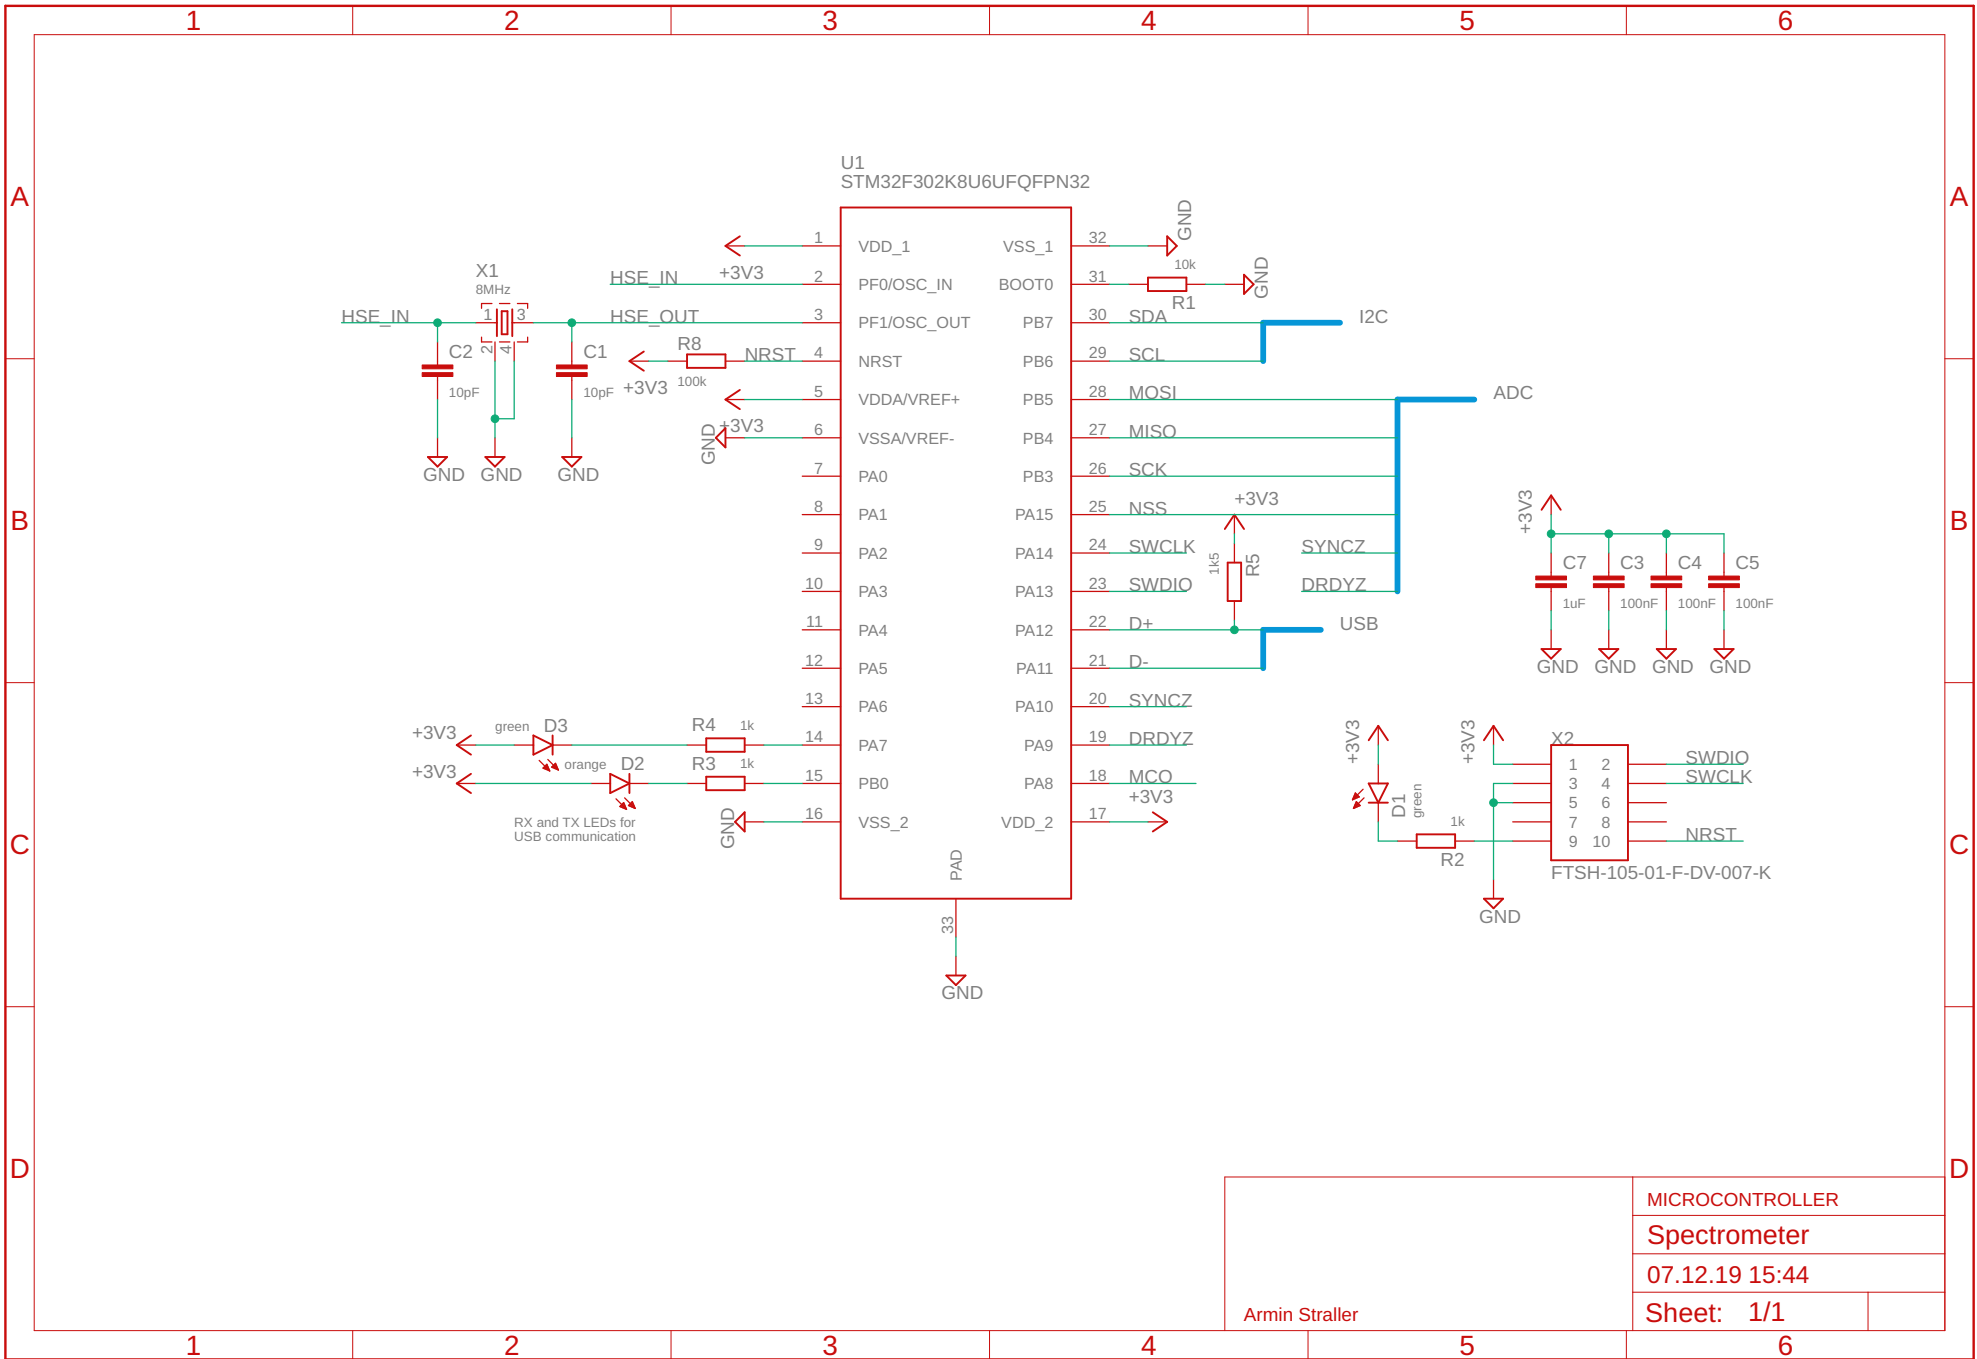 1 2 3 4 5 6
A A
B B
C C
D D
U1
STM32F302K8U6UFQFPN32
1 VDD_1
+3V3
HSE_IN 2 PF0/OSC_IN
HSE_OUT 3 PF1/OSC_OUT
NRST 4 NRST
5 VDDA/VREF+
+3V3
GND 6 VSSA/VREF-
7 PA0
8 PA1
9 PA2
10 PA3
11 PA4
12 PA5
13 PA6
14 PA7
15 PB0
GND 16 VSS_2
PAD
33
GND
VSS_1 32 GND
BOOT0 31 10k GND
R1
PB7 30 SDA
PB6 29 SCL
I2C
PB5 28 MOSI
PB4 27 MISO
PB3 26 SCK
PA15 25 NSS
PA14 24 SWCLK
PA13 23 SWDIO
PA12 22 D+
PA11 21 D-
PA10 20 SYNCZ
PA9 19 DRDYZ
PA8 18 MCO
+3V3
VDD_2 17
ADC
SYNCZ
DRDYZ
+3V3
1k5 R5
USB
X1
8MHz
HSE_IN 1 3
2 4
C2
10pF
C1
10pF
GND GND GND
R8
100k
+3V3
+3V3 green D3 R4 1k
+3V3 orange D2 R3 1k
RX and TX LEDs for
USB communication
+3V3
C7 C3 C4 C5
1uF 100nF 100nF 100nF
GND GND GND GND
+3V3 +3V3
D1 green
1k
R2
GND
X2
1 2 SWDIO
3 4 SWCLK
5 6
7 8
9 10 NRST
FTSH-105-01-F-DV-007-K
MICROCONTROLLER
Spectrometer
07.12.19 15:44
Armin Straller
Sheet: 1/1
1 2 3 4 5 6